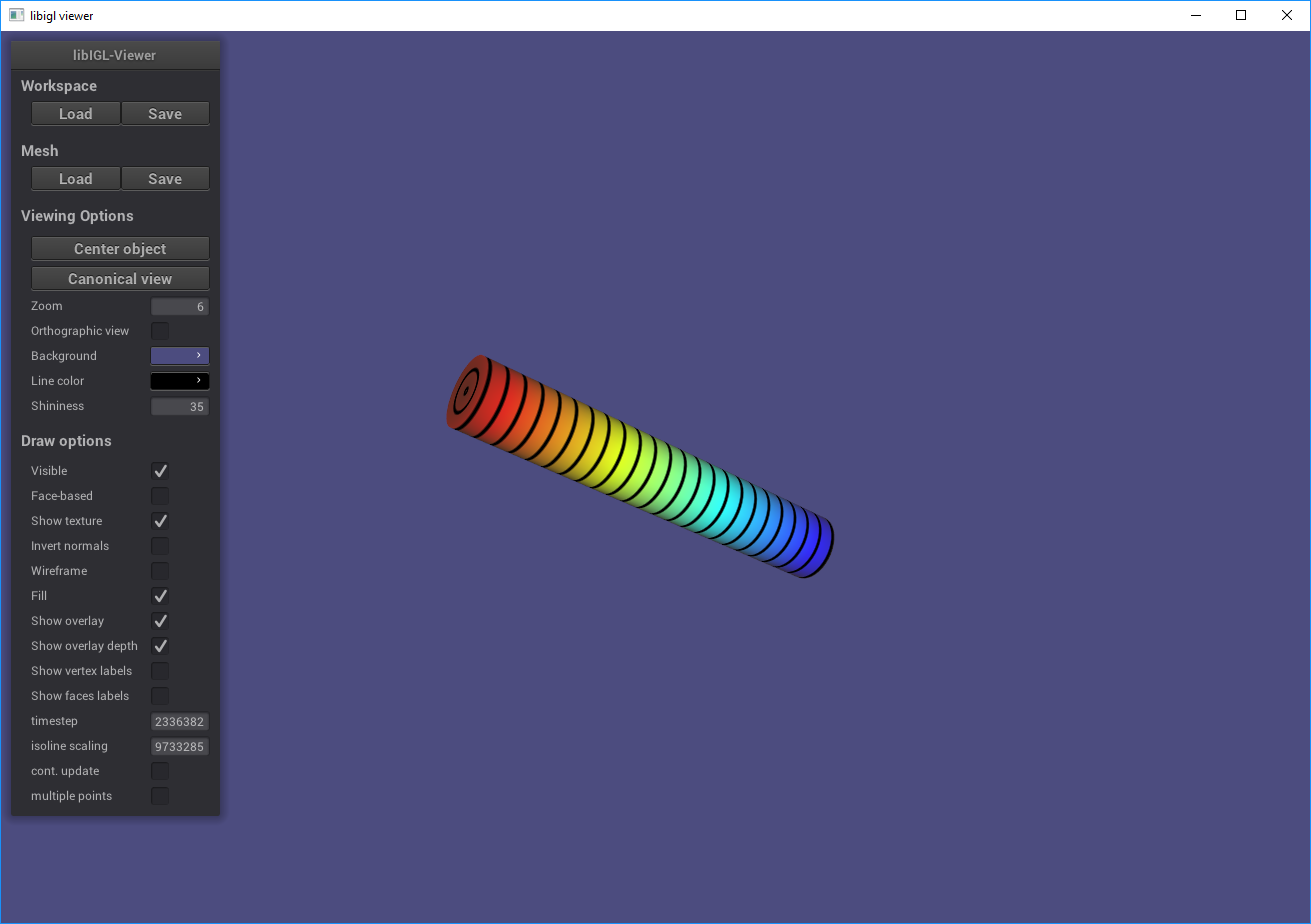 libigl viewer
libIGL-Viewer
Workspace
Load Save
Mesh
Load Save
Viewing Options
Center object
Canonical view
Zoom 6
Orthographic view
Background
Line color
Shininess 35
Draw options
Visible
Face-based
Show texture
Invert normals
Wireframe
Fill
Show overlay
Show overlay depth
Show vertex labels
Show faces labels
timestep 2336382
isoline scaling 9733285
cont. update
multiple points